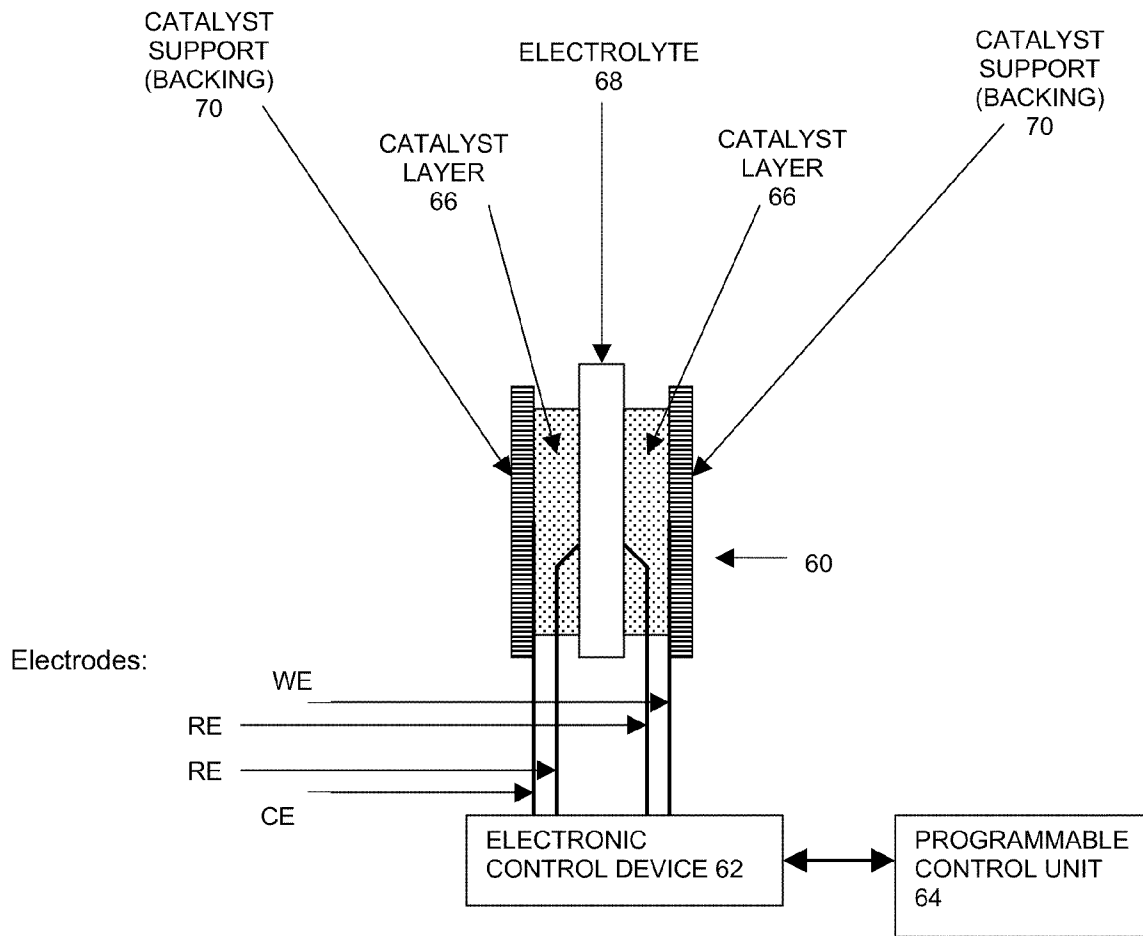 CATALYST
SUPPORT
(BACKING)
70
ELECTROLYTE
68
CATALYST
SUPPORT
(BACKING)
70
CATALYST
LAYER
66
CATALYST
LAYER
66
60
Electrodes:
WE
RE
RE
CE
ELECTRONIC
CONTROL DEVICE 62
PROGRAMMABLE
CONTROL UNIT
64